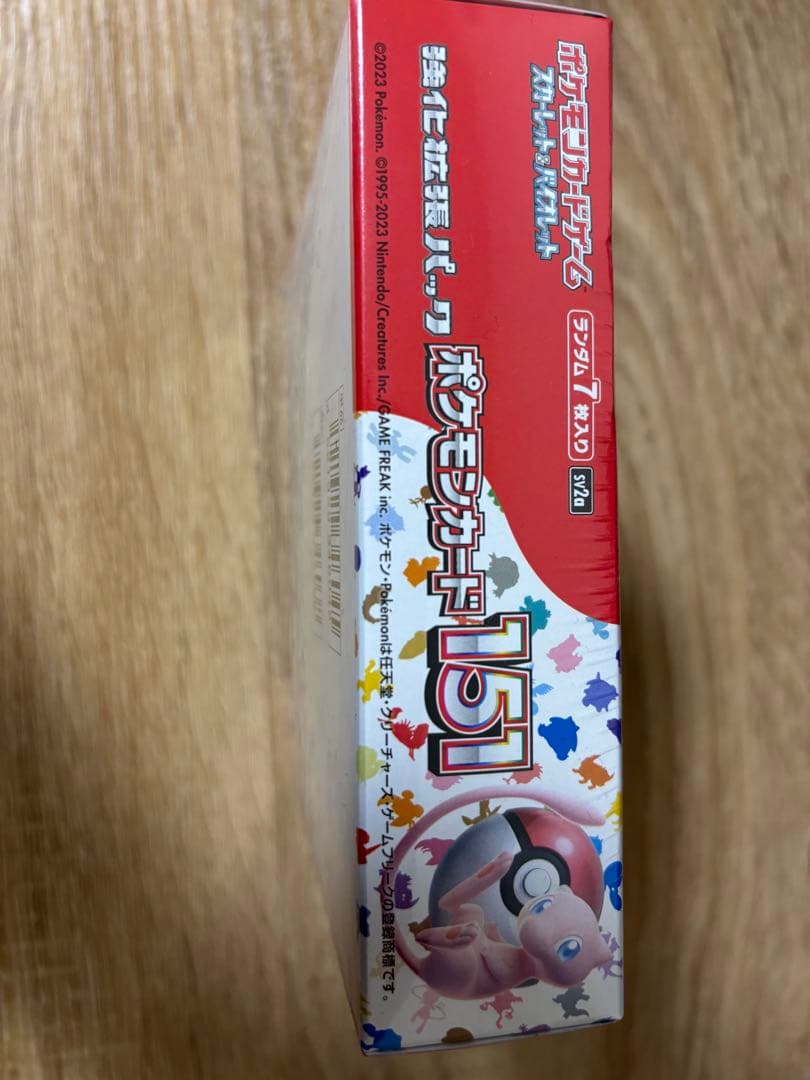 ポケモンカードゲーム
スカーレット&バイオレット
ランダム7枚入り
sv2a
強化拡張パック
ポケモンカード151
©2023 Pokémon. ©1995-2023 Nintendo/Creatures Inc./GAME FREAK inc. ポケモン・Pokémonは任天堂・クリーチャーズ・ゲームフリークの登録商標です。